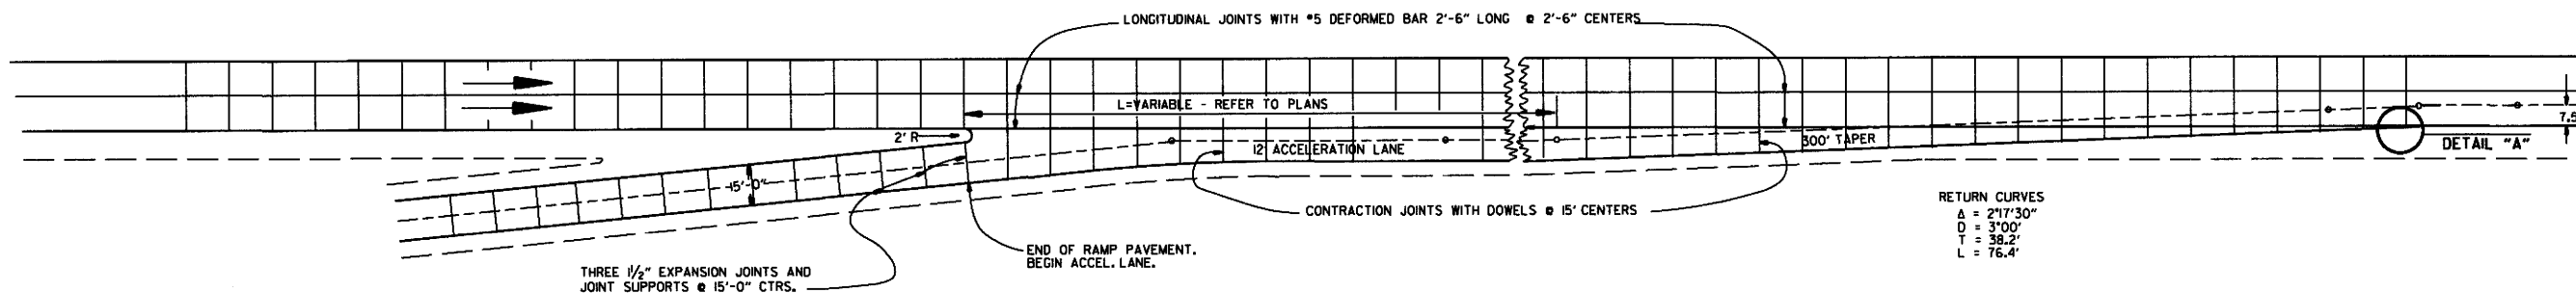 LONGITUDINAL JOINTS WITH #5 DEFORMED BAR 2'-6" LONG @ 2'-6" CENTERS
L=VARIABLE - REFER TO PLANS
2' R
12' ACCELERATION LANE
300' TAPER
7.5
DETAIL "A"
15'-0"
CONTRACTION JOINTS WITH DOWELS @ 15' CENTERS
RETURN CURVES
Δ = 2°17'30"
D = 3°00'
T = 38.2'
L = 76.4'
END OF RAMP PAVEMENT.
BEGIN ACCEL. LANE.
THREE 1½" EXPANSION JOINTS AND
JOINT SUPPORTS @ 15'-0" CTRS.